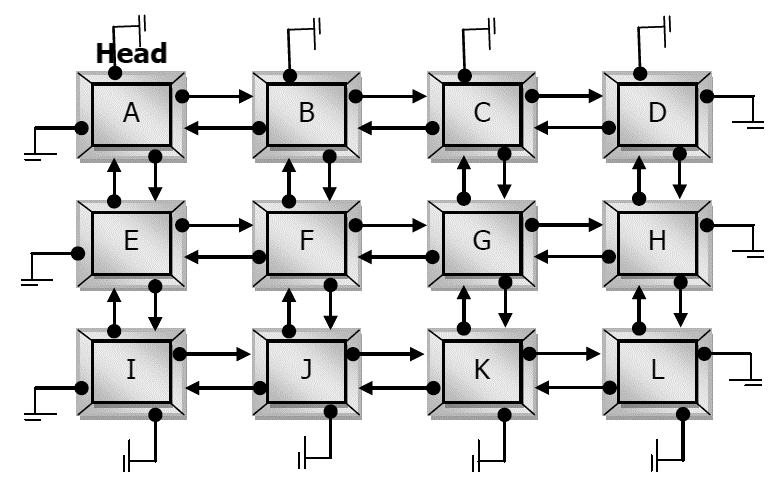 Head
A B C D
E F G H
I J K L